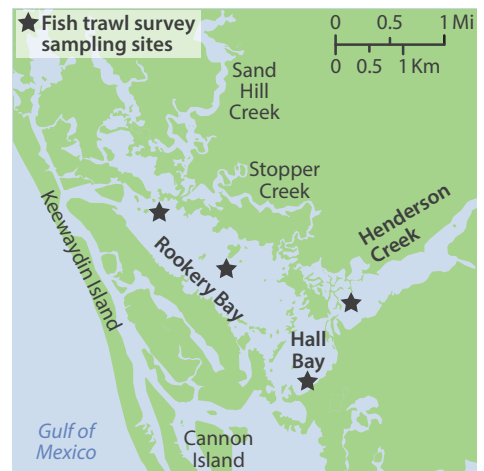 Fish trawl survey
sampling sites
0 0.5 1 Mi
0 0.5 1 Km
Sand
Hill
Creek
Stopper
Creek
Henderson
Creek
Keewaydin Island
Rookery Bay
Hall
Bay
Gulf of
Mexico
Cannon
Island